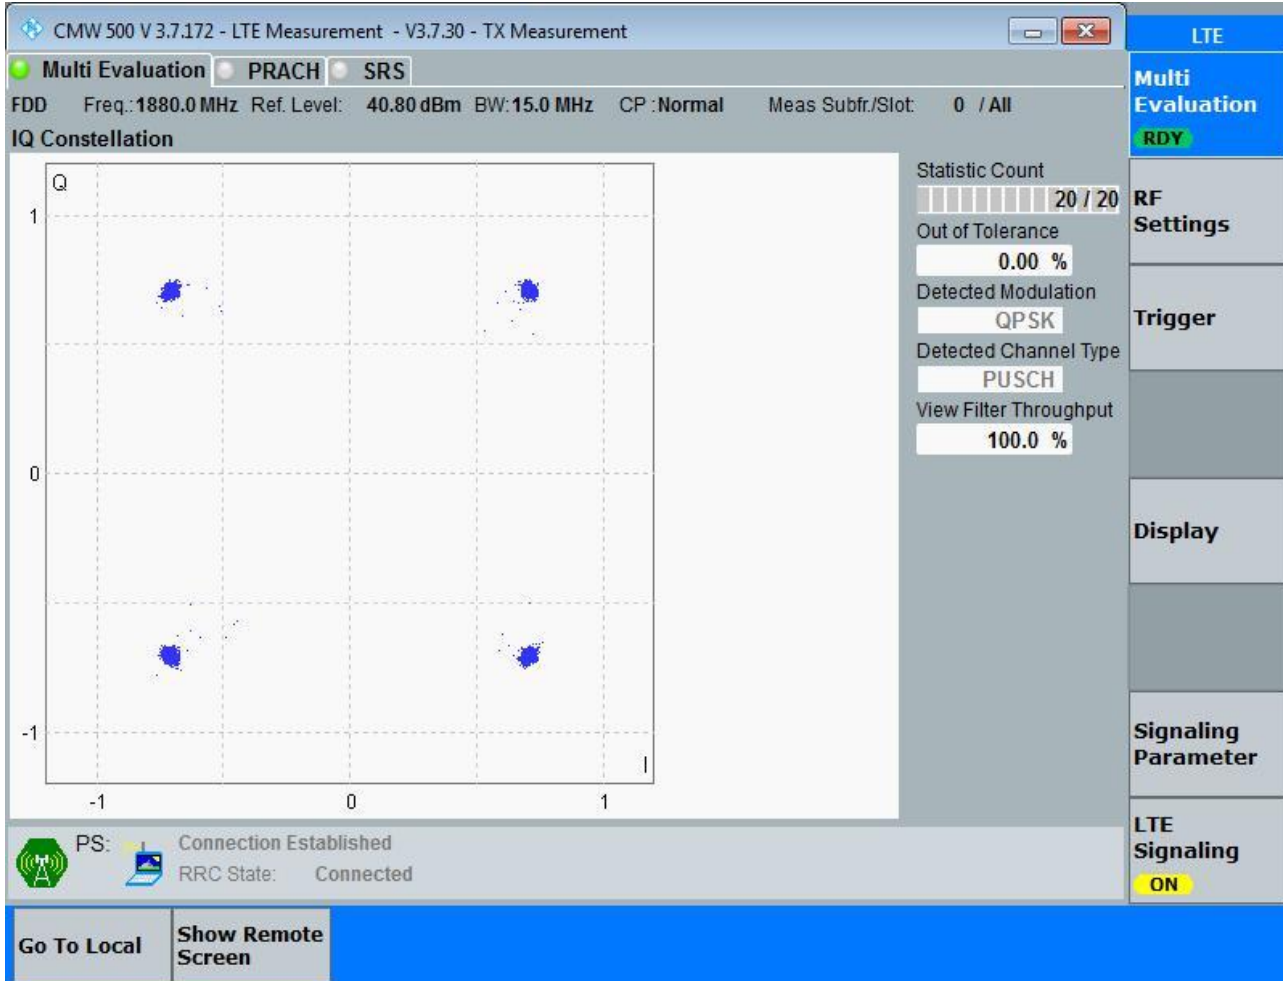 CMW 500 V 3.7.172 - LTE Measurement - V3.7.30 - TX Measurement
LTE
Multi Evaluation PRACH SRS
FDD Freq.:1880.0 MHz Ref. Level: 40.80 dBm BW:15.0 MHz CP :Normal Meas Subfr./Slot: 0 / All
IQ Constellation
Q
1
0
-1
-1 0 1
I
Statistic Count
20 / 20
Out of Tolerance
0.00 %
Detected Modulation
QPSK
Detected Channel Type
PUSCH
View Filter Throughput
100.0 %
Multi
Evaluation
RDY
RF
Settings
Trigger
Display
Signaling
Parameter
LTE
Signaling
ON
PS: Connection Established
RRC State: Connected
Go To Local
Show Remote
Screen